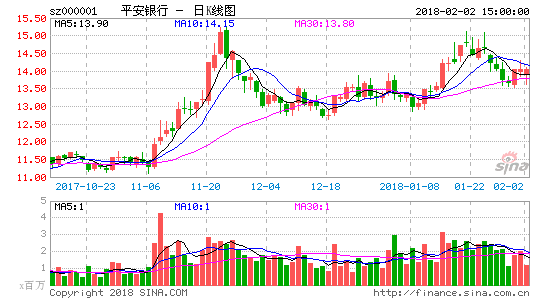 sz000001 平安银行 - 日K线图 2018-02-02 15:00:00
MA5:13.90 MA10:14.15 MA30:13.80
15.50
15.00
14.50
14.00
13.50
13.00
12.50
12.00
11.50
11.00
sina
2017-10-23 11-06 11-20 12-04 12-18 2018-01-08 01-22 02-02
MA5:1 MA10:1 MA30:1
5
4
3
2
1
x百万
Copyright 2018 SINA.COM http://finance.sina.com.cn